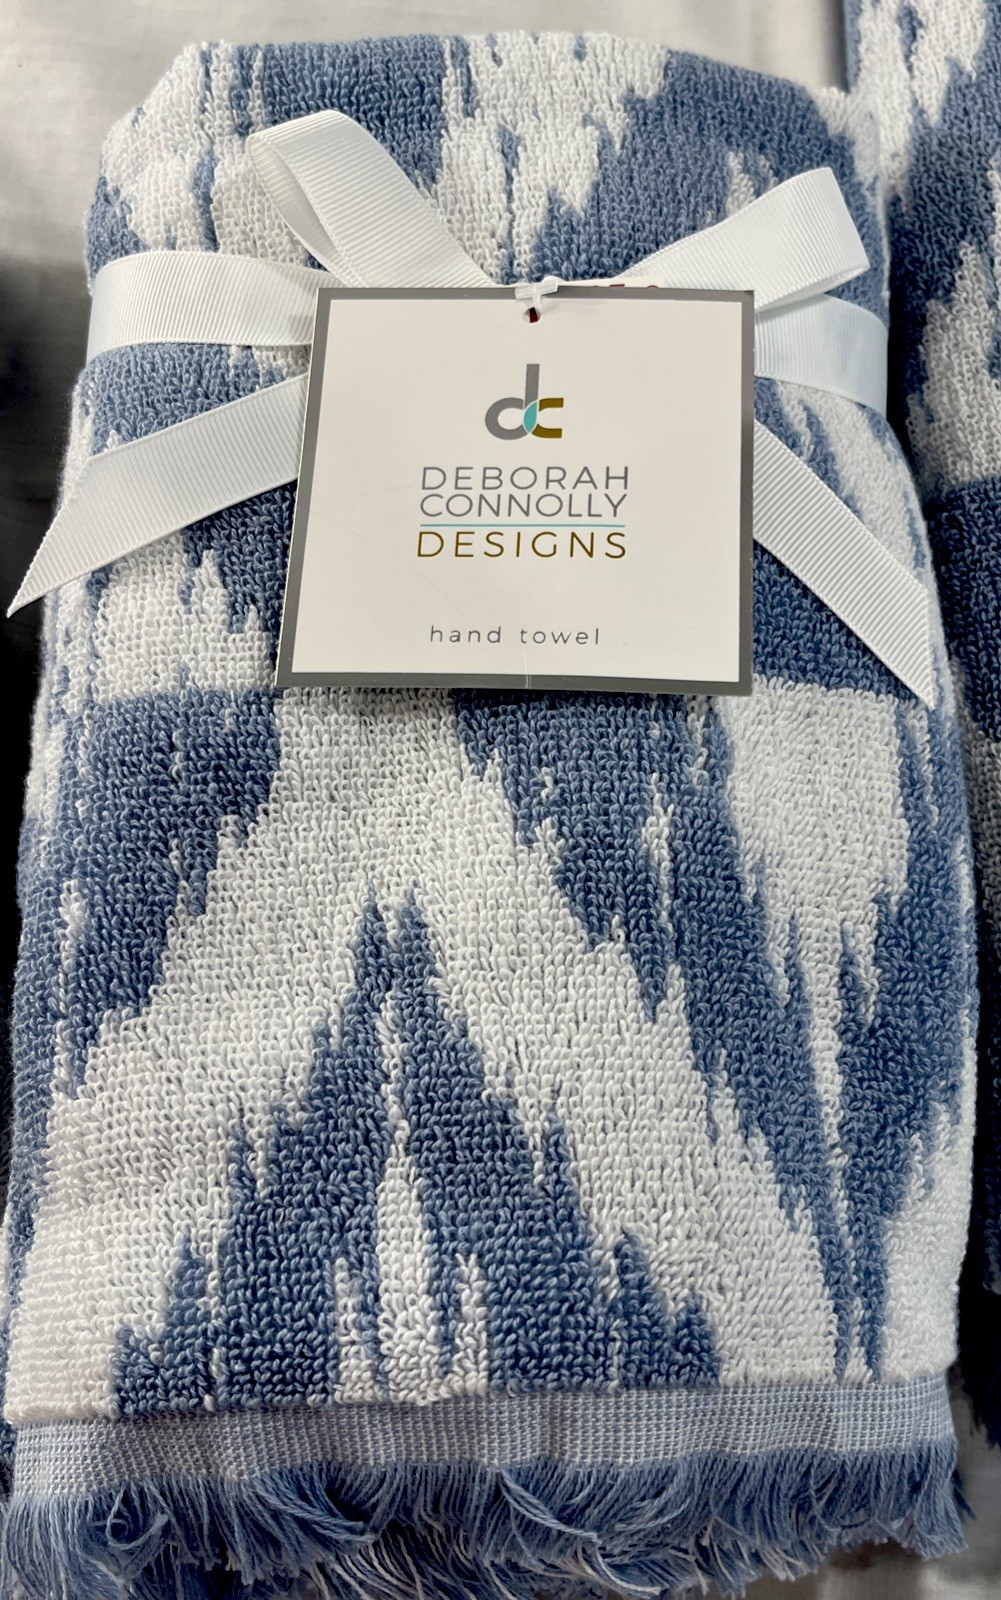 dc
DEBORAH
CONNOLLY
DESIGNS
hand towel